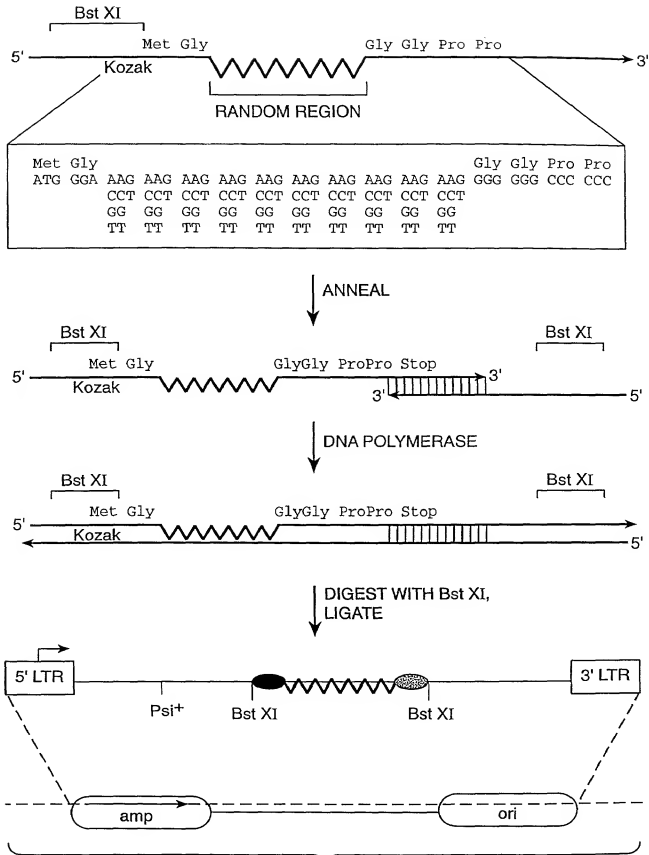 Bst XI
Met Gly
Gly Gly Pro Pro
5'
3'
Kozak
RANDOM REGION
Met Gly
Gly Gly Pro Pro
ATG GGA AAG AAG AAG AAG AAG AAG AAG AAG AAG AAG GGG GGG CCC CCC
CCT CCT CCT CCT CCT CCT CCT CCT CCT CCT
GG GG GG GG GG GG GG GG GG GG
TT TT TT TT TT TT TT TT TT TT
ANNEAL
Bst XI
Bst XI
Met Gly
GlyGly ProPro Stop
5'
3'
Kozak
3'
5'
DNA POLYMERASE
Bst XI
Bst XI
Met Gly
GlyGly ProPro Stop
5'
Kozak
5'
DIGEST WITH Bst XI,
LIGATE
5' LTR
3' LTR
Psi+
Bst XI
Bst XI
amp
ori